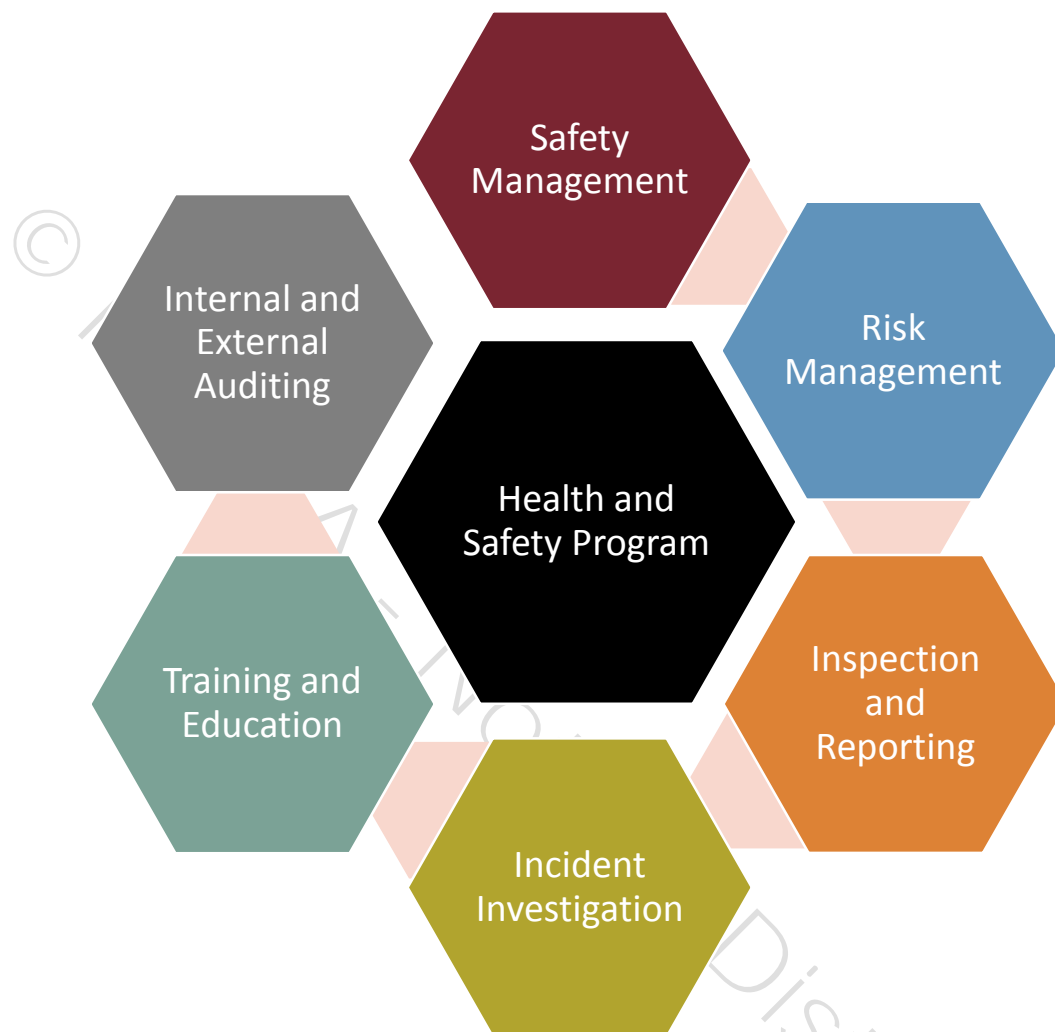 Safety
Management
Risk
Management
Inspection
and
Reporting
Incident
Investigation
Training and
Education
Internal and
External
Auditing
Health and
Safety Program
©